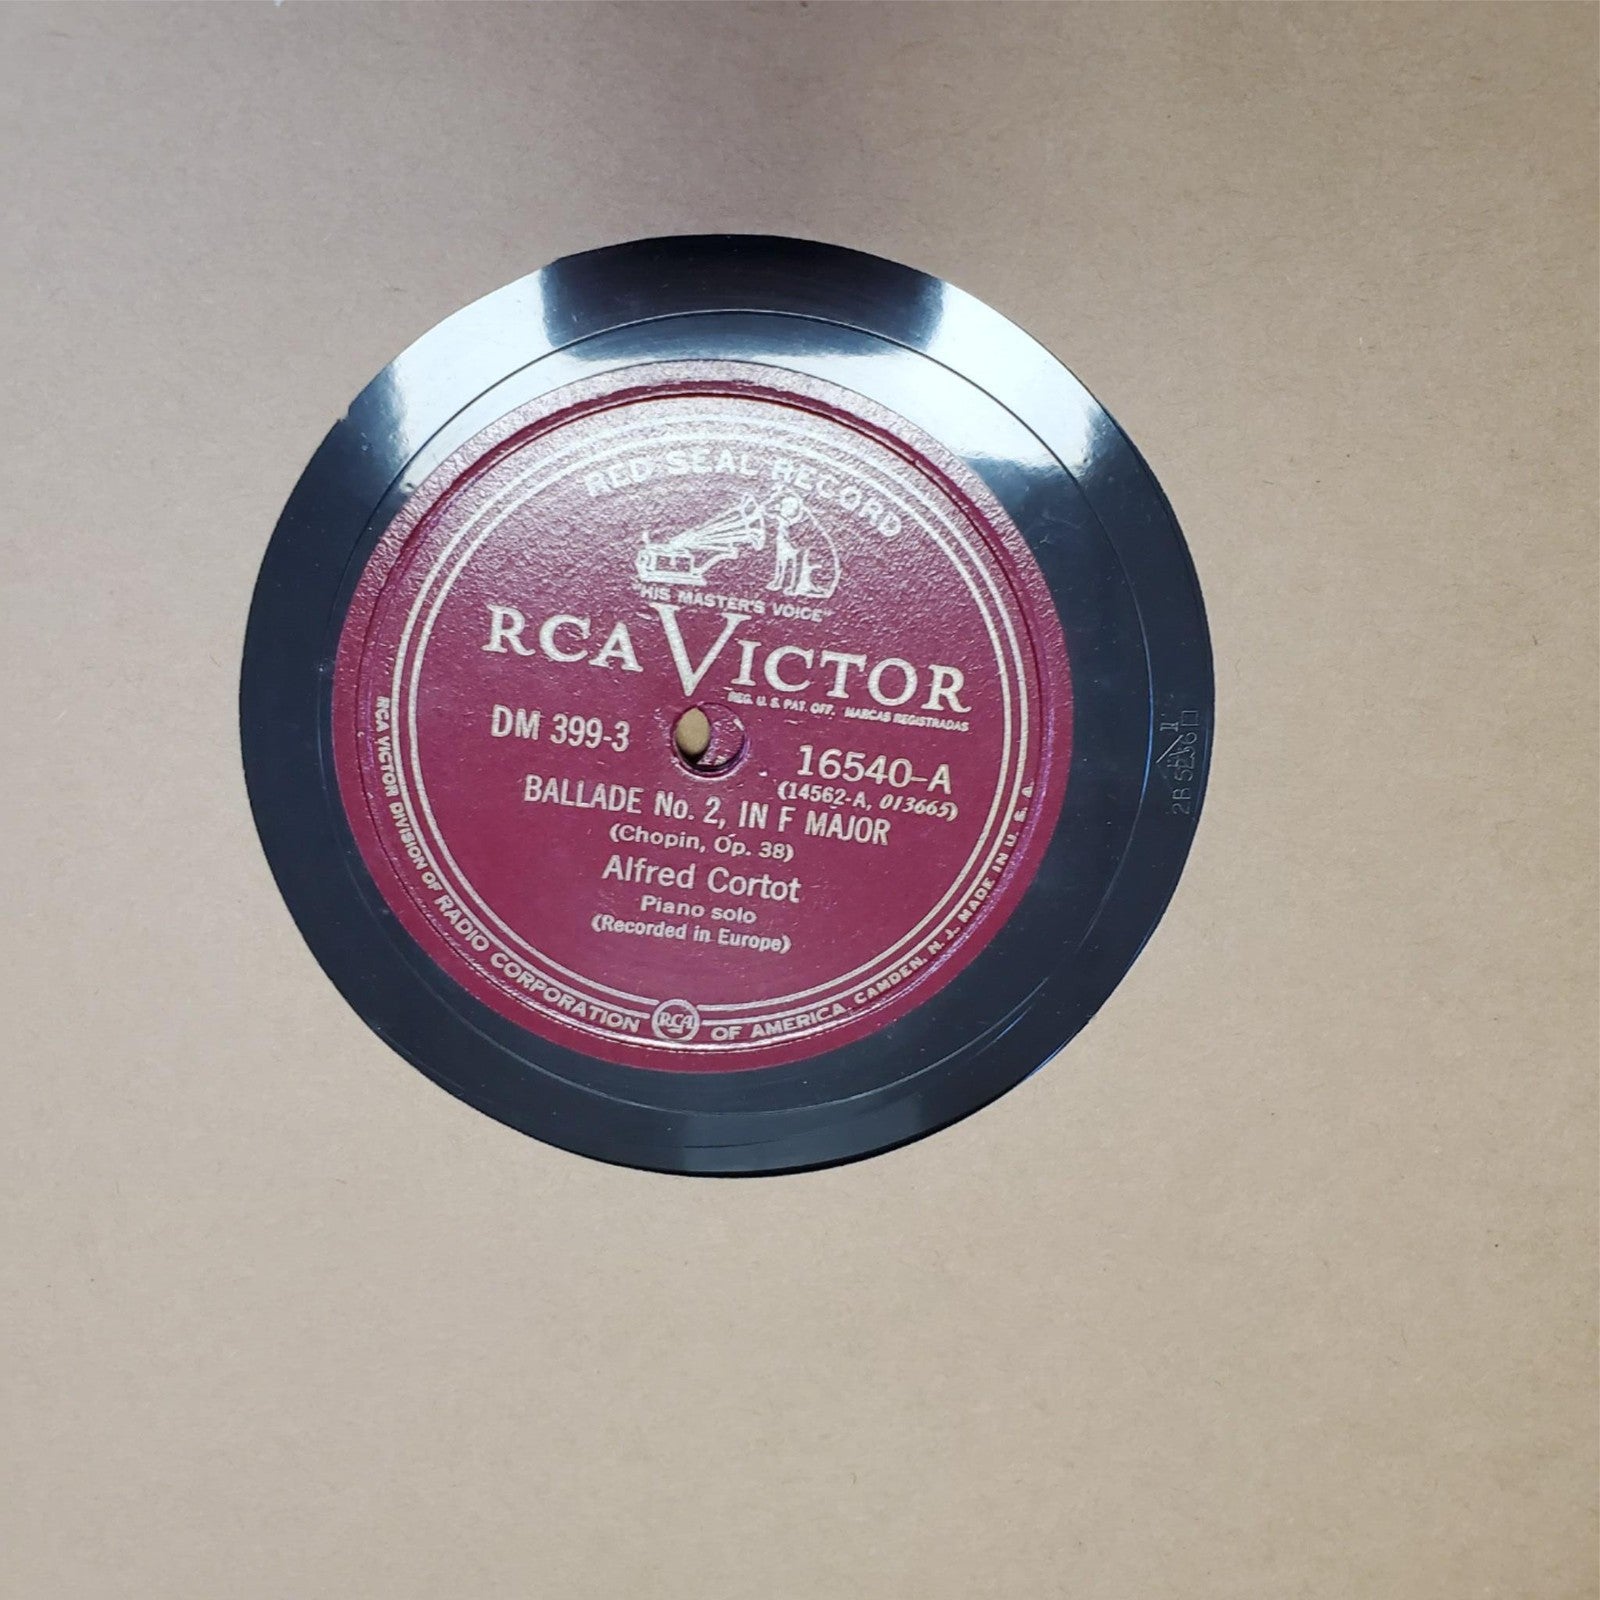 RED SEAL RECORD
"HIS MASTER'S VOICE"
RCA VICTOR
REG. U. S. PAT. OFF. MARCAS REGISTRADAS
DM 399-3
16540-A
(14562-A, 013665)
BALLADE No. 2, IN F MAJOR
(Chopin, Op. 38)
Alfred Cortot
Piano solo
(Recorded in Europe)
RCA VICTOR DIVISION OF RADIO CORPORATION RCA OF AMERICA, CAMDEN, N. J. MADE IN U. S. A.